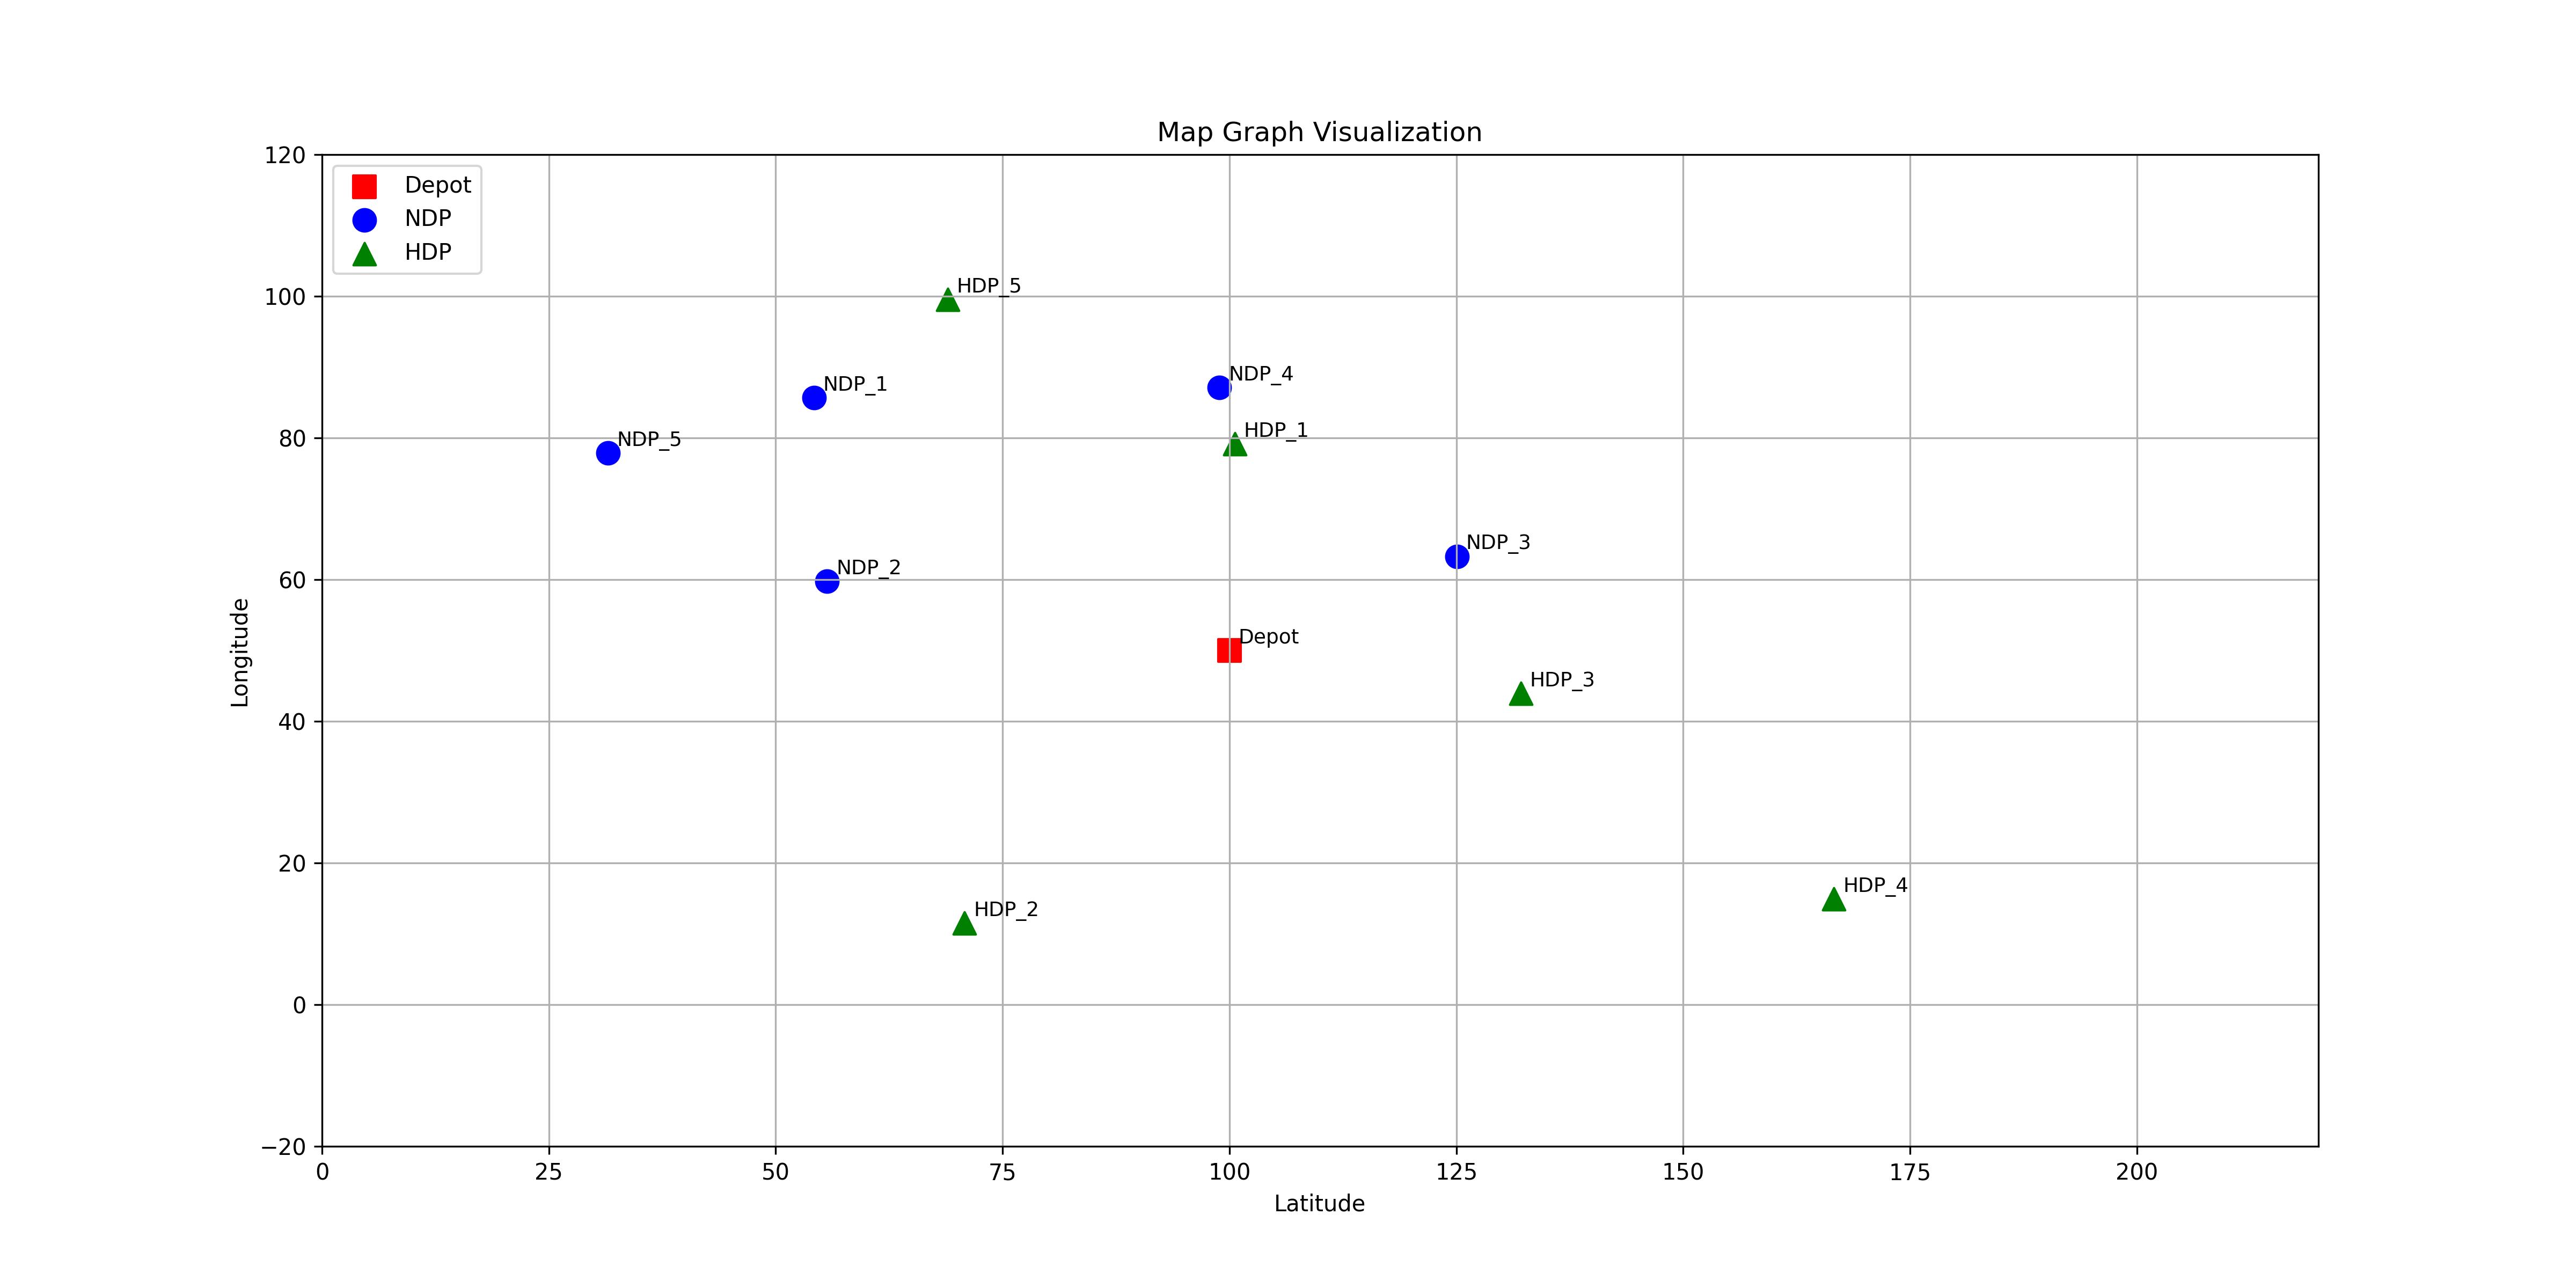 Map Graph Visualization
120
100
80
60
40
20
0
−20
Longitude
Depot
NDP
HDP
HDP_5
NDP_1
NDP_4
NDP_5
HDP_1
NDP_3
NDP_2
Depot
HDP_3
HDP_4
HDP_2
0 25 50 75 100 125 150 175 200
Latitude